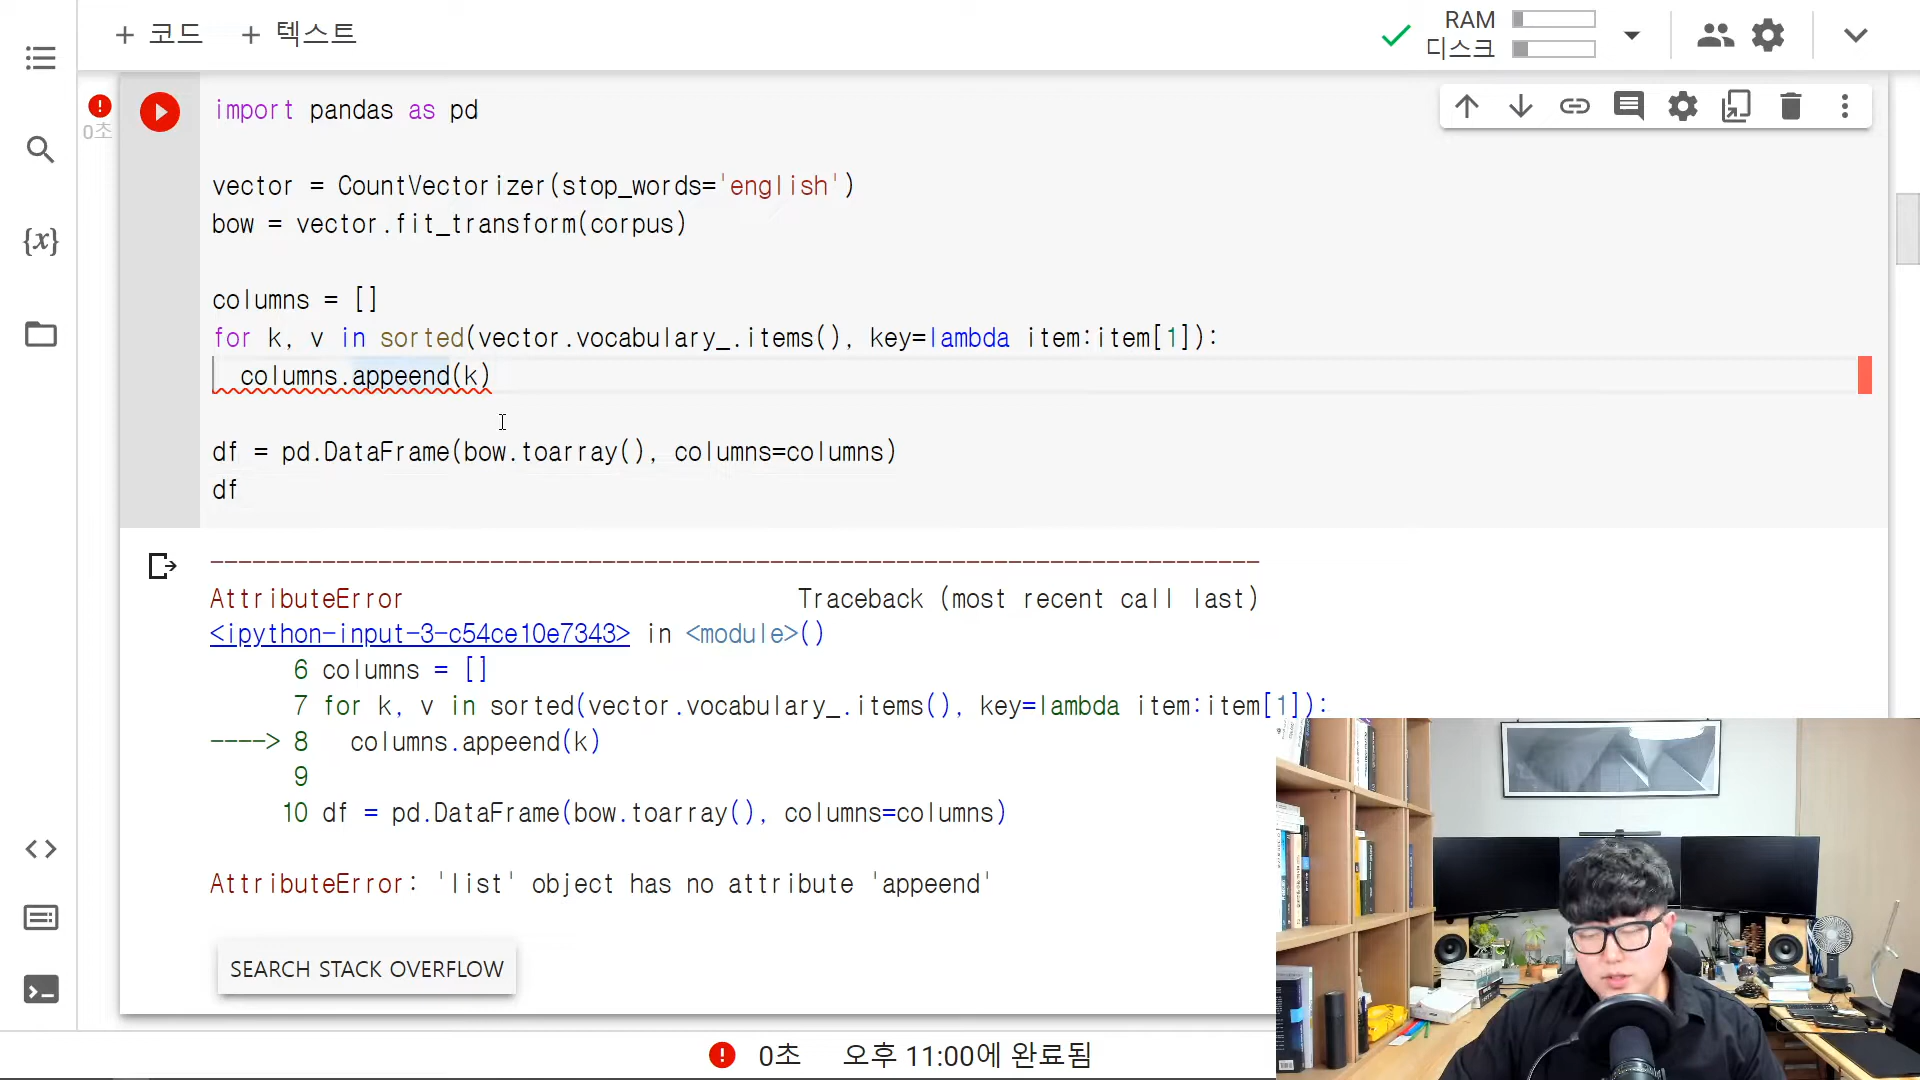 + 코드 + 텍스트
RAM
디스크
{x}
0초
import pandas as pd
vector = CountVectorizer(stop_words='english')
bow = vector.fit_transform(corpus)
columns = []
for k, v in sorted(vector.vocabulary_.items(), key=lambda item:item[1]):
columns.appeend(k)
df = pd.DataFrame(bow.toarray(), columns=columns)
df
---------------------------------------------------------------------------
AttributeError Traceback (most recent call last)
<ipython-input-3-c54ce10e7343> in <module>()
6 columns = []
7 for k, v in sorted(vector.vocabulary_.items(), key=lambda item:item[1]):
----> 8 columns.appeend(k)
9
10 df = pd.DataFrame(bow.toarray(), columns=columns)
AttributeError: 'list' object has no attribute 'appeend'
SEARCH STACK OVERFLOW
0초 오후 11:00에 완료됨